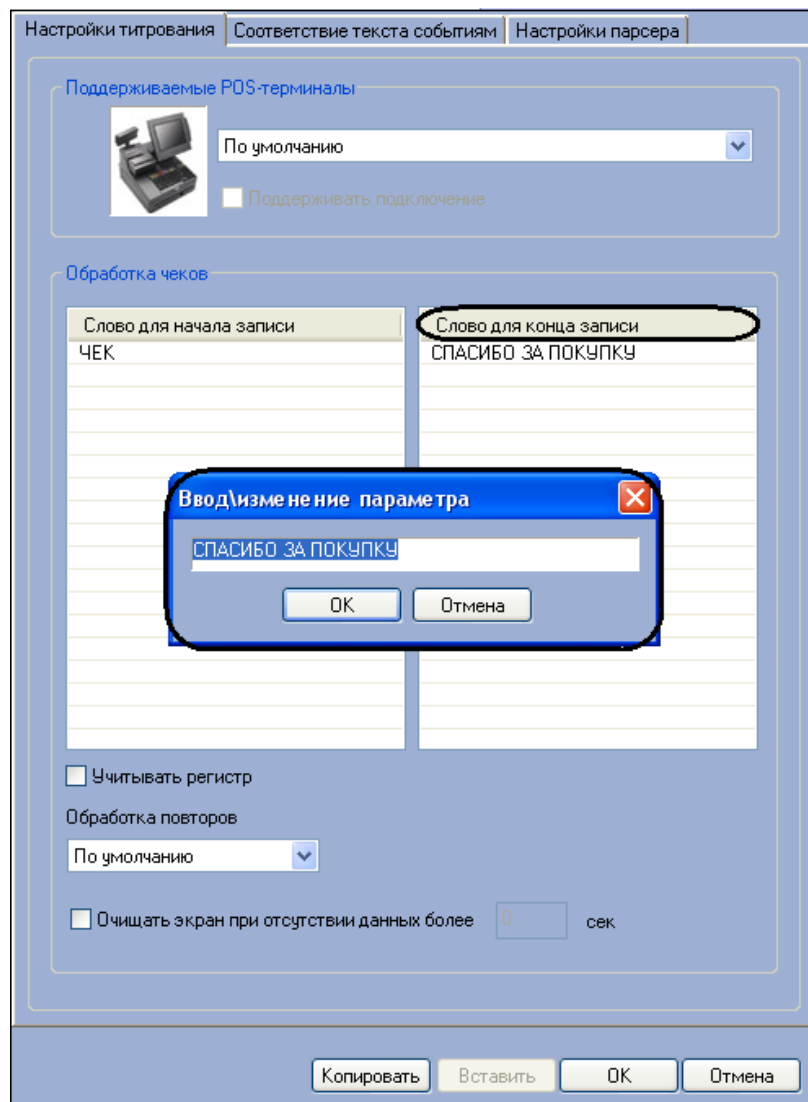 Настройки титрования Соответствие текста событиям Настройки парсера
Поддерживаемые POS-терминалы
По умолчанию
Поддерживать подключение
Обработка чеков
Слово для начала записи Слово для конца записи
ЧЕК СПАСИБО ЗА ПОКУПКУ
Ввод\изменение параметра
СПАСИБО ЗА ПОКУПКУ
OK Отмена
Учитывать регистр
Обработка повторов
По умолчанию
Очищать экран при отсутствии данных более 0 сек
Копировать Вставить OK Отмена